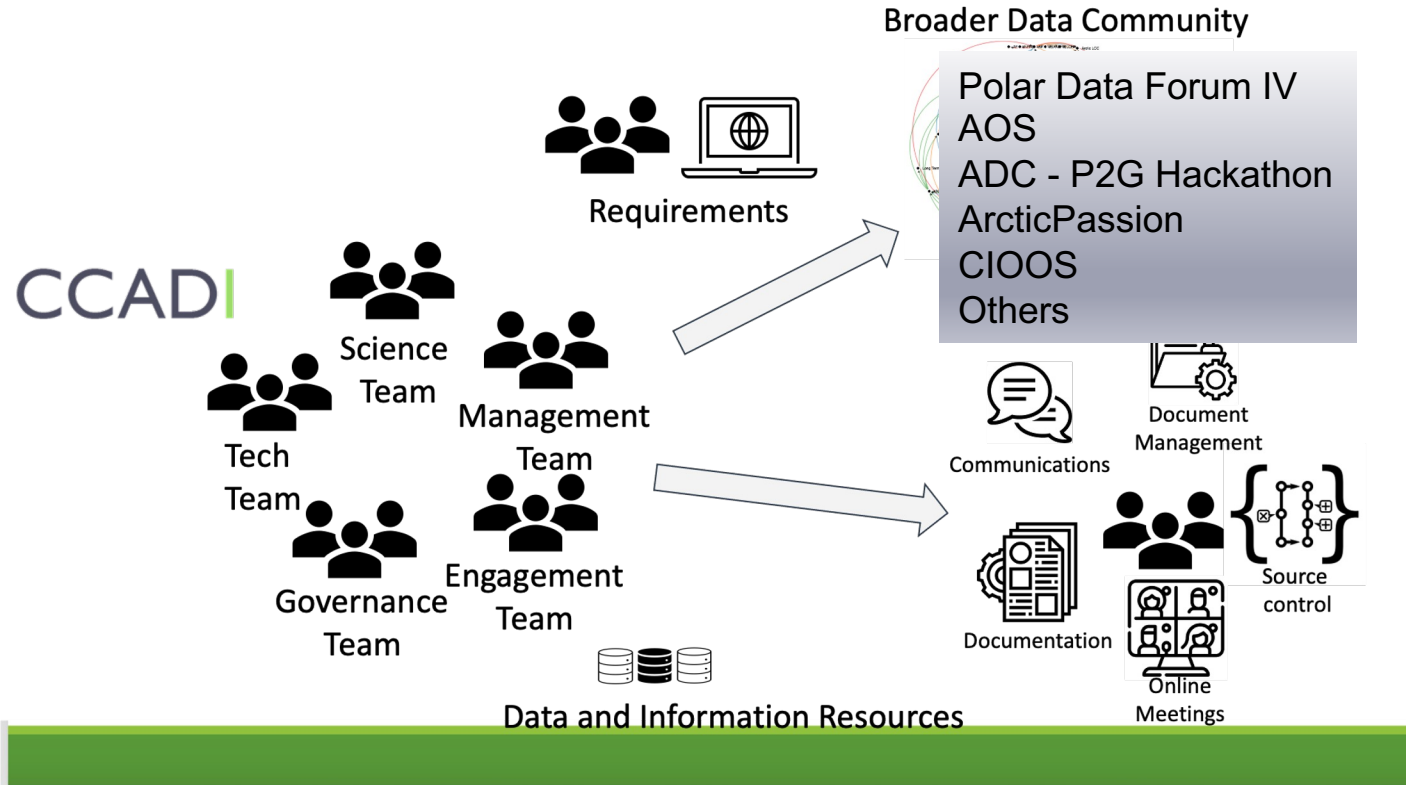 Broader Data Community
Polar Data Forum IV
AOS
ADC - P2G Hackathon
ArcticPassion
CIOOS
Others
Requirements
CCADI
Science
Team
Management
Team
Tech
Team
Engagement
Team
Governance
Team
Data and Information Resources
Document
Management
Communications
Source
control
Documentation
Online
Meetings